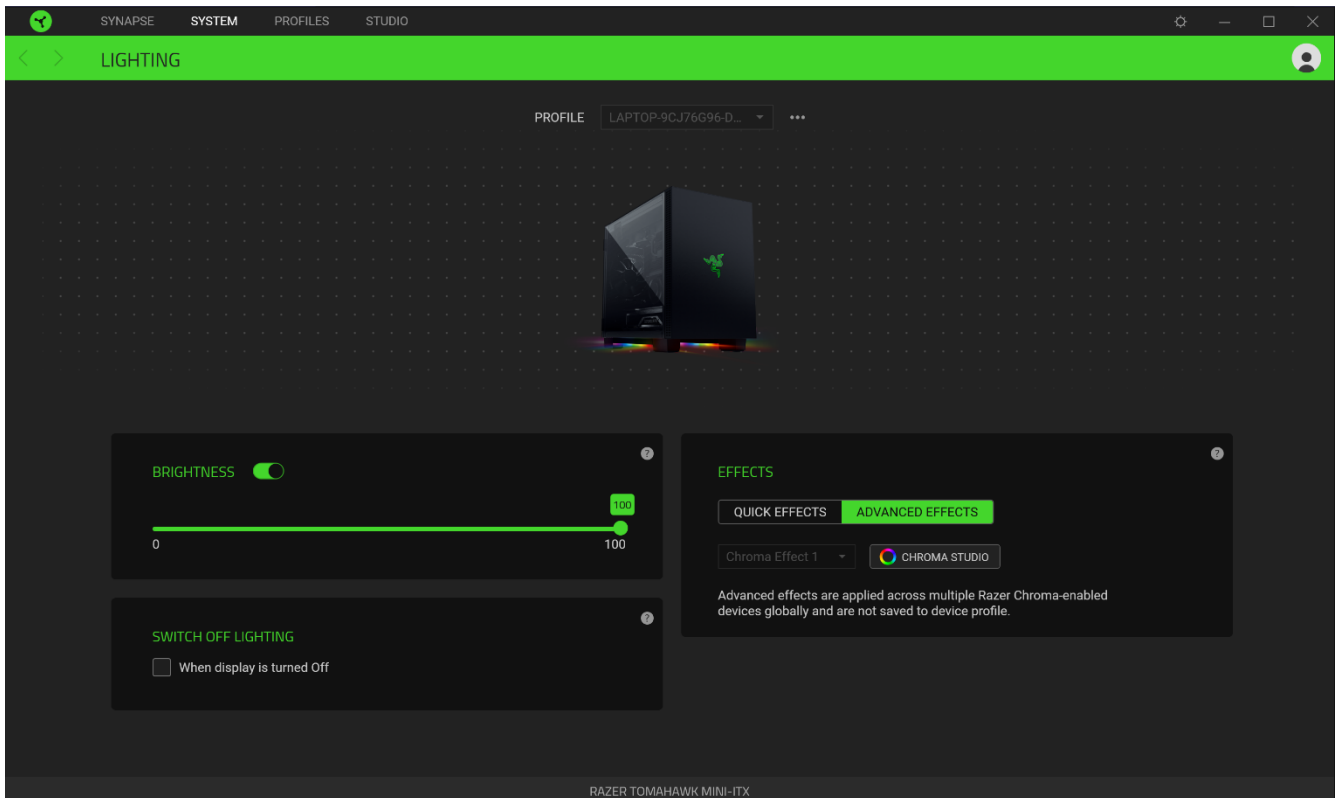 SYNAPSE SYSTEM PROFILES STUDIO
LIGHTING
PROFILE LAPTOP-9CJ76G96-D... •••
BRIGHTNESS
?
100
0 100
SWITCH OFF LIGHTING
?
When display is turned Off
EFFECTS
?
QUICK EFFECTS ADVANCED EFFECTS
Chroma Effect 1 CHROMA STUDIO
Advanced effects are applied across multiple Razer Chroma-enabled
devices globally and are not saved to device profile.
RAZER TOMAHAWK MINI-ITX